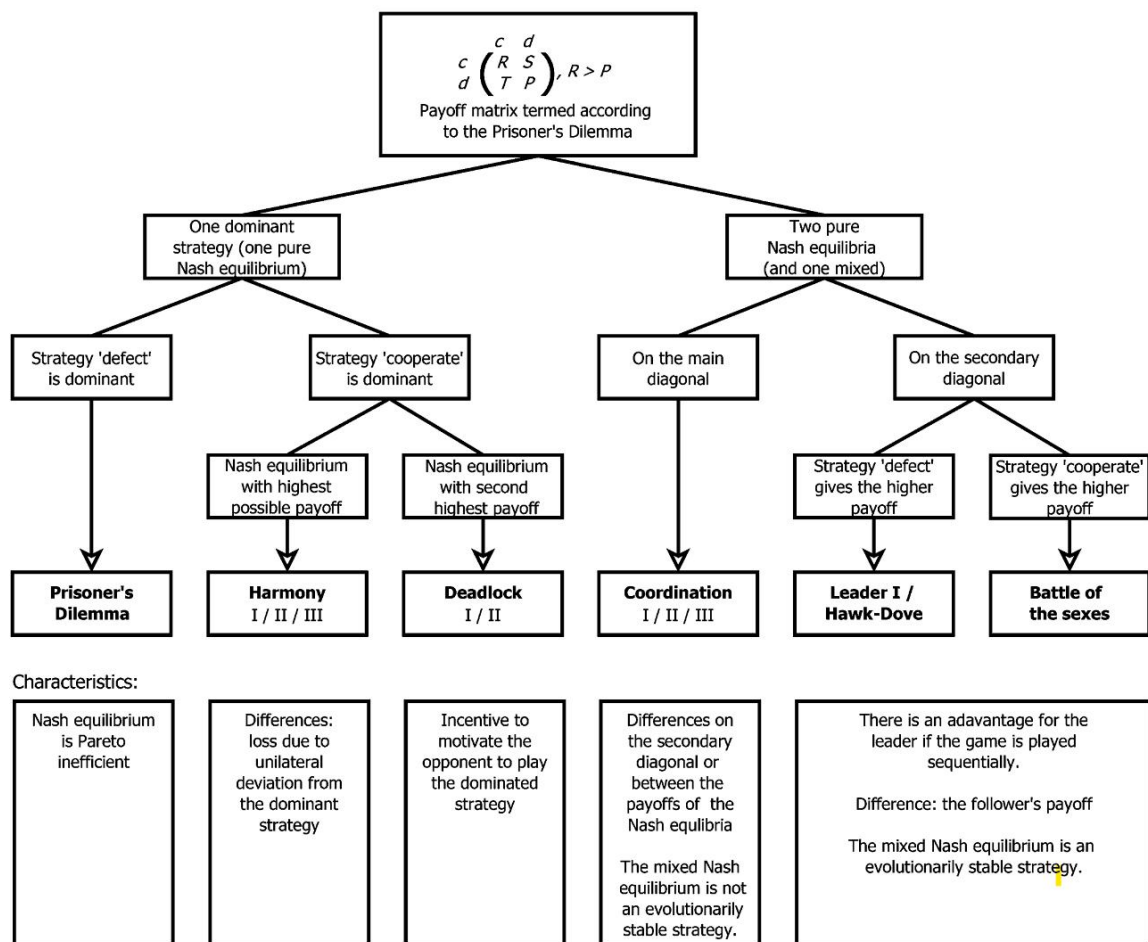 c d
c ( R S
d T P ), R > P
Payoff matrix termed according
to the Prisoner's Dilemma
One dominant
strategy (one pure
Nash equilibrium)
Two pure
Nash equilibria
(and one mixed)
Strategy 'defect'
is dominant
Strategy 'cooperate'
is dominant
On the main
diagonal
On the secondary
diagonal
Nash equilibrium
with highest
possible payoff
Nash equilibrium
with second
highest payoff
Strategy 'defect'
gives the higher
payoff
Strategy 'cooperate'
gives the higher
payoff
Prisoner's
Dilemma
Harmony
I / II / III
Deadlock
I / II
Coordination
I / II / III
Leader I /
Hawk-Dove
Battle of
the sexes
Characteristics:
Nash equilibrium
is Pareto
inefficient
Differences:
loss due to
unilateral
deviation from
the dominant
strategy
Incentive to
motivate the
opponent to play
the dominated
strategy
Differences on
the secondary
diagonal or
between the
payoffs of the
Nash equlibria
The mixed Nash
equilibrium is not
an evolutionarily
stable strategy.
There is an adavantage for the
leader if the game is played
sequentially.
Difference: the follower's payoff
The mixed Nash equilibrium is an
evolutionarily stable strategy.